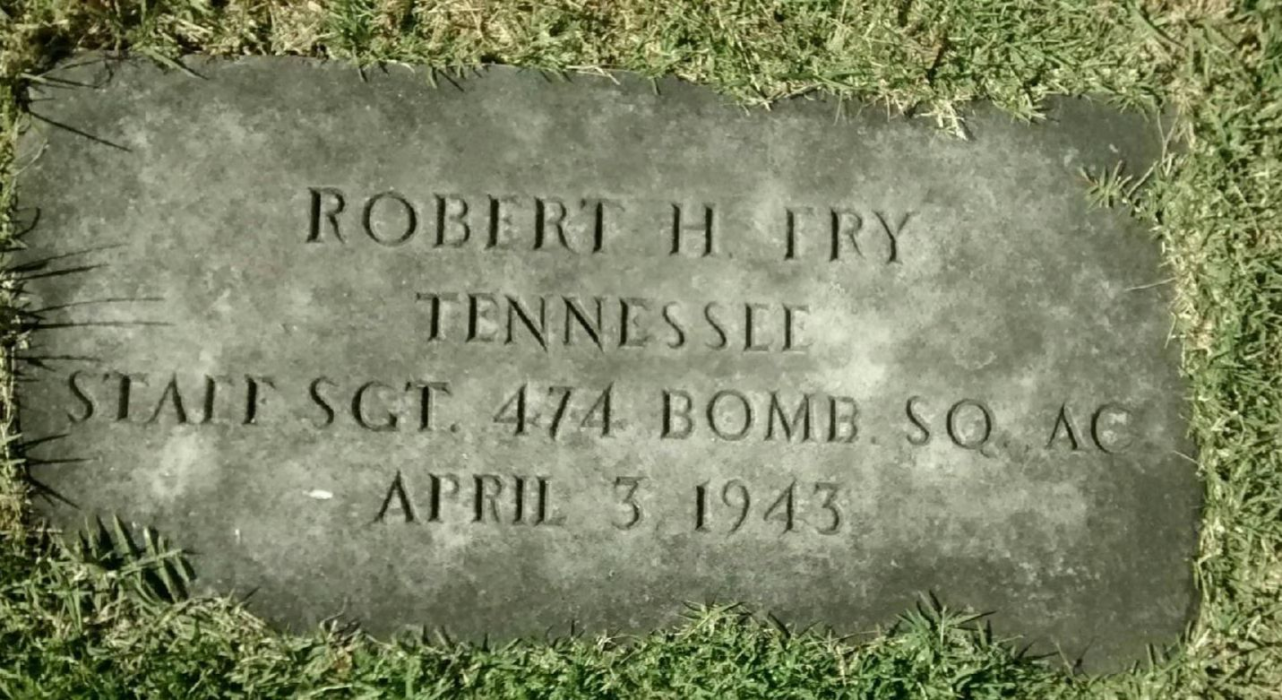 ROBERT H. FRY
TENNESSEE
STAFF SGT. 474 BOMB. SQ. AC
APRIL 3, 1943